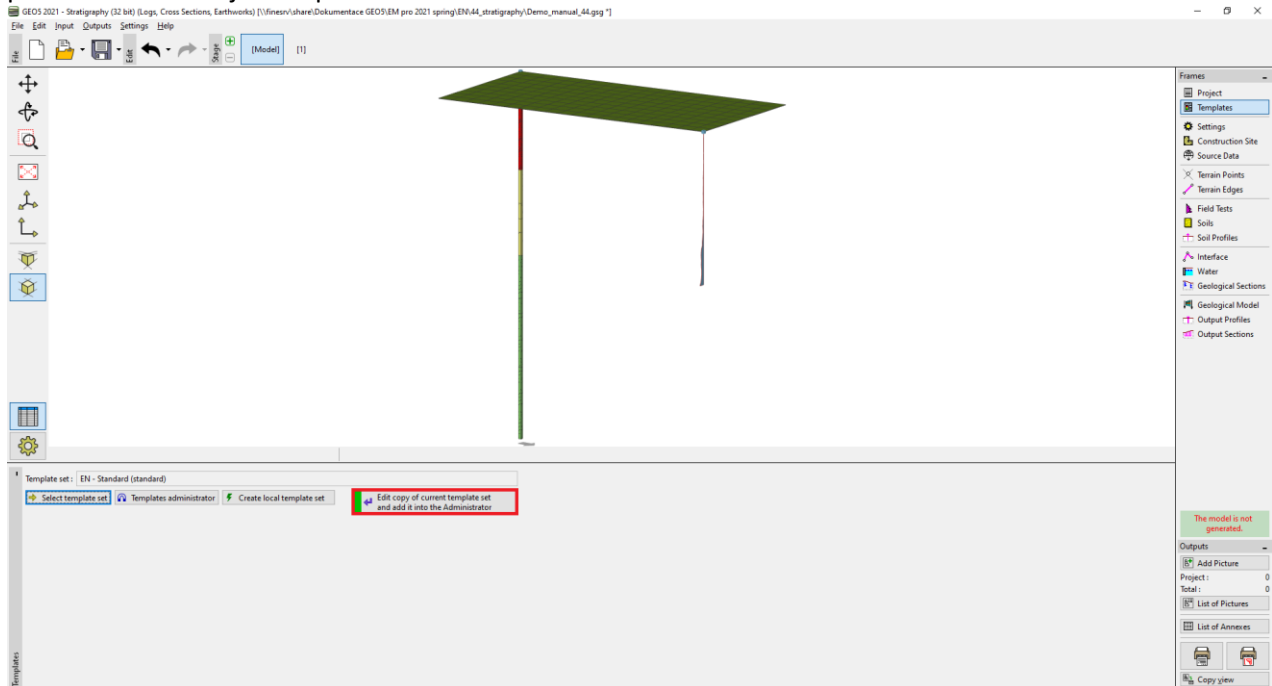 GEO5 2021 - Stratigraphy (32 bit) (Logs, Cross Sections, Earthworks) [\\finesrv\share\Dokumentace GEO5\EM pro 2021 spring\EN\44_stratigraphy\Demo_manual_44.gsg *]
File Edit Input Outputs Settings Help
File
Edit
Stage
[Model]
[1]
Frames
Project
Templates
Settings
Construction Site
Source Data
Terrain Points
Terrain Edges
Field Tests
Soils
Soil Profiles
Interface
Water
Geological Sections
Geological Model
Output Profiles
Output Sections
Template set : EN - Standard (standard)
Select template set
Templates administrator
Create local template set
Edit copy of current template set
and add it into the Administrator
Templates
The model is not
generated.
Outputs
Add Picture
Project : 0
Total : 0
List of Pictures
List of Annexes
Copy view